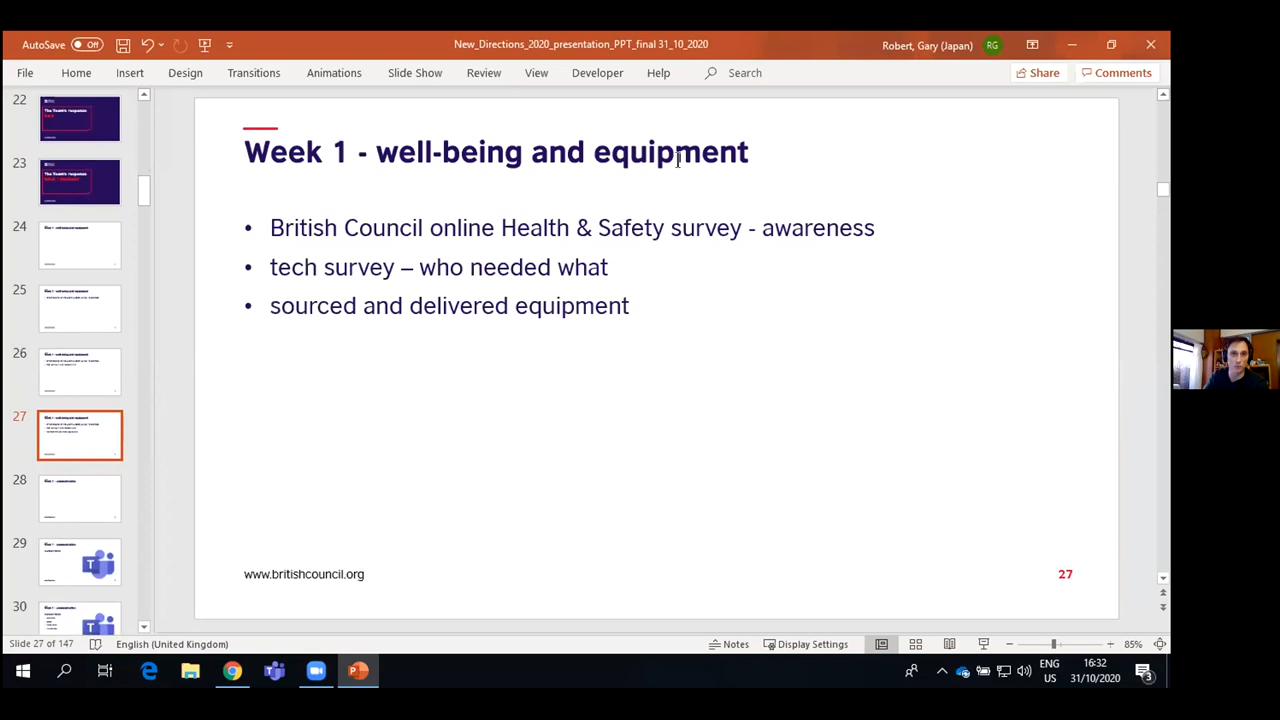 AutoSave Off
New_Directions_2020_presentation_PPT_final 31_10_2020
Robert, Gary (Japan) RG
File Home Insert Design Transitions Animations Slide Show Review View Developer Help Search Share Comments
22
23
24
25
26
27
28
29
30
Week 1 - well-being and equipment
• British Council online Health & Safety survey - awareness
• tech survey – who needed what
• sourced and delivered equipment
www.britishcouncil.org
27
Slide 27 of 147 English (United Kingdom) Notes Display Settings 85%
ENG
US
16:32
31/10/2020
3